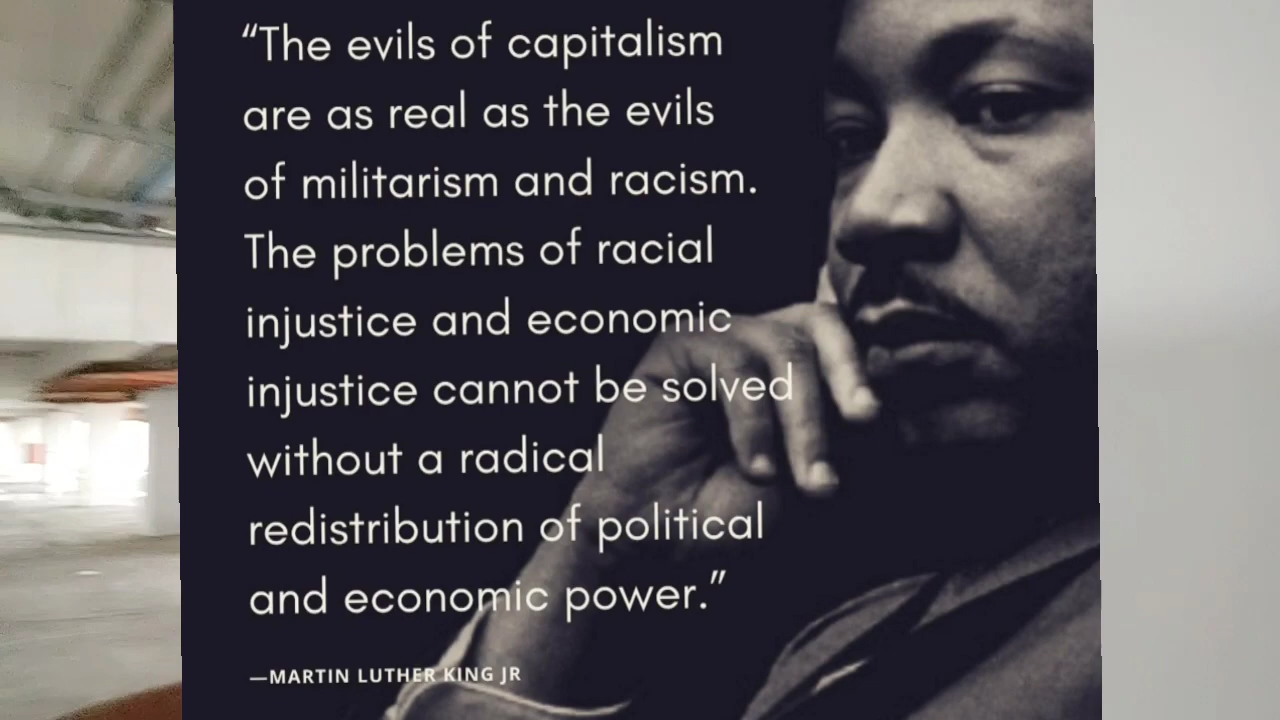 “The evils of capitalism
are as real as the evils
of militarism and racism.
The problems of racial
injustice and economic
injustice cannot be solved
without a radical
redistribution of political
and economic power.”
—MARTIN LUTHER KING JR